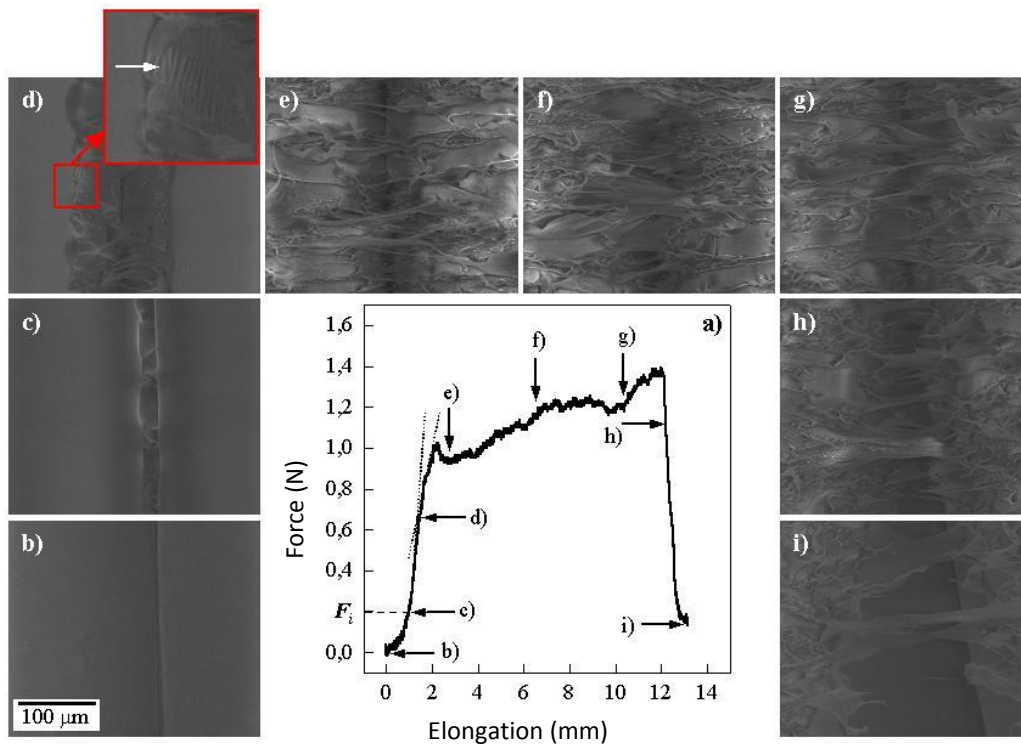 d)
e)
f)
g)
c)
h)
b)
i)
100 µm
a)
1,6
1,4
1,2
1,0
0,8
0,6
0,4
F i
0,2
0,0
Force (N)
f)
g)
e)
h)
d)
c)
i)
b)
0 2 4 6 8 10 12 14
Elongation (mm)